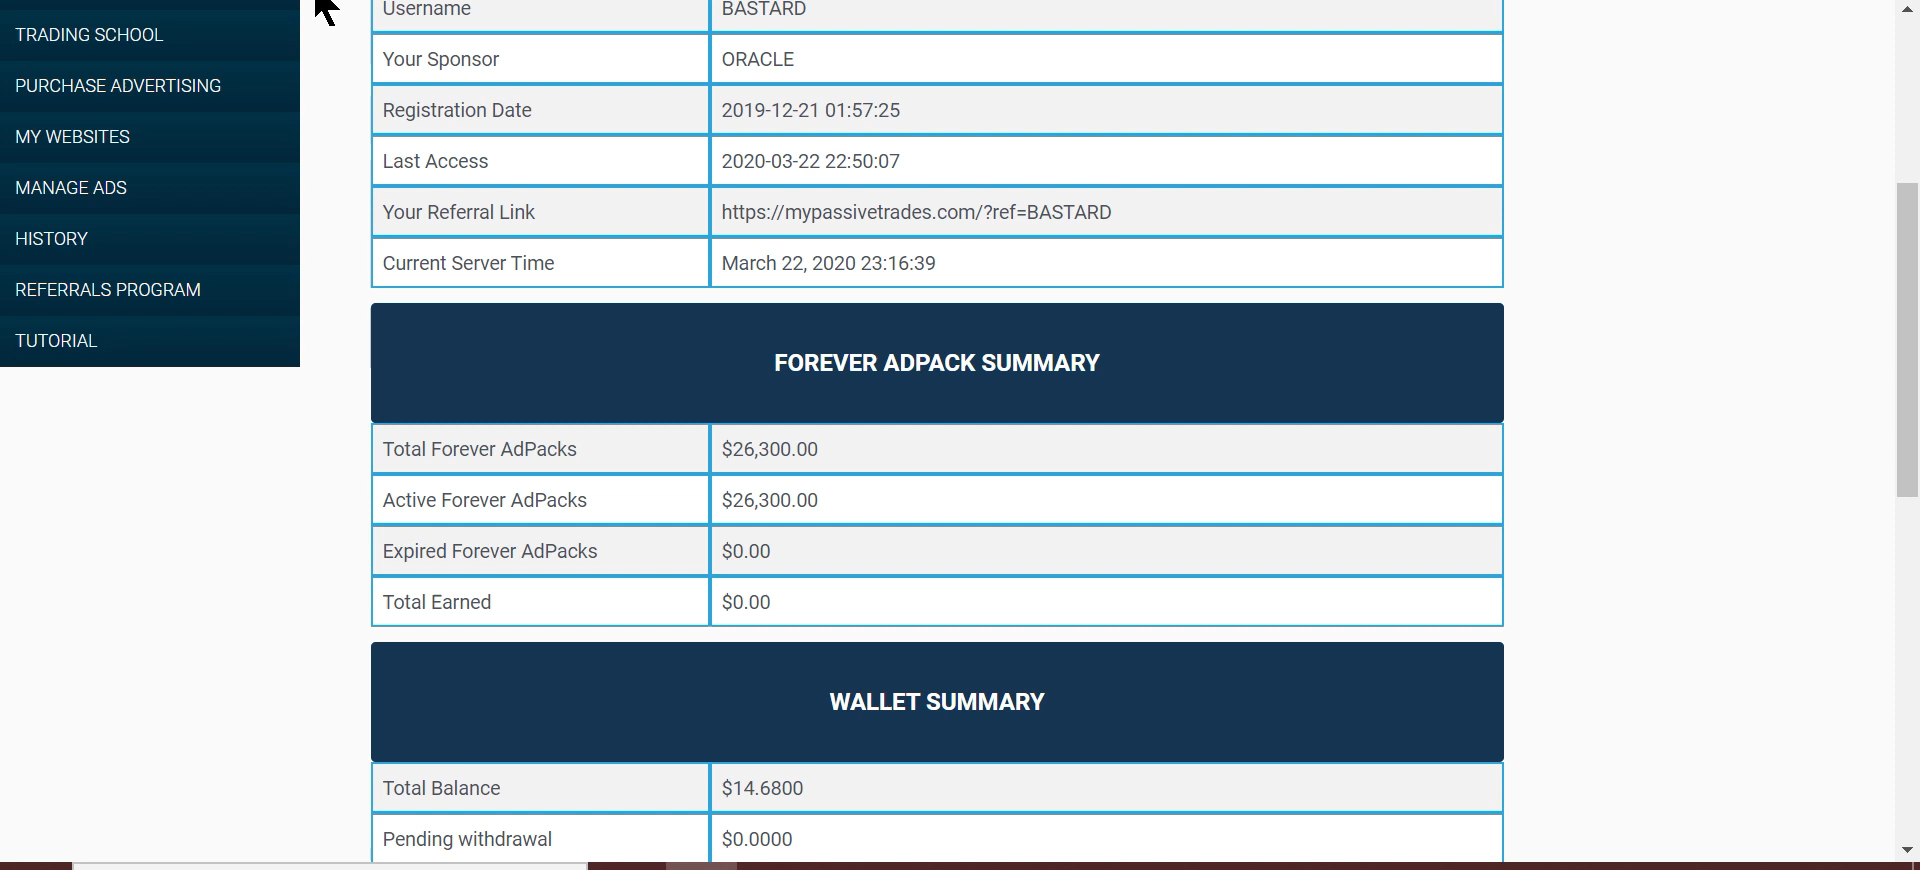 TRADING SCHOOL
PURCHASE ADVERTISING
MY WEBSITES
MANAGE ADS
HISTORY
REFERRALS PROGRAM
TUTORIAL
Username BASTARD
Your Sponsor ORACLE
Registration Date 2019-12-21 01:57:25
Last Access 2020-03-22 22:50:07
Your Referral Link https://mypassivetrades.com/?ref=BASTARD
Current Server Time March 22, 2020 23:16:39
FOREVER ADPACK SUMMARY
Total Forever AdPacks $26,300.00
Active Forever AdPacks $26,300.00
Expired Forever AdPacks $0.00
Total Earned $0.00
WALLET SUMMARY
Total Balance $14.6800
Pending withdrawal $0.0000